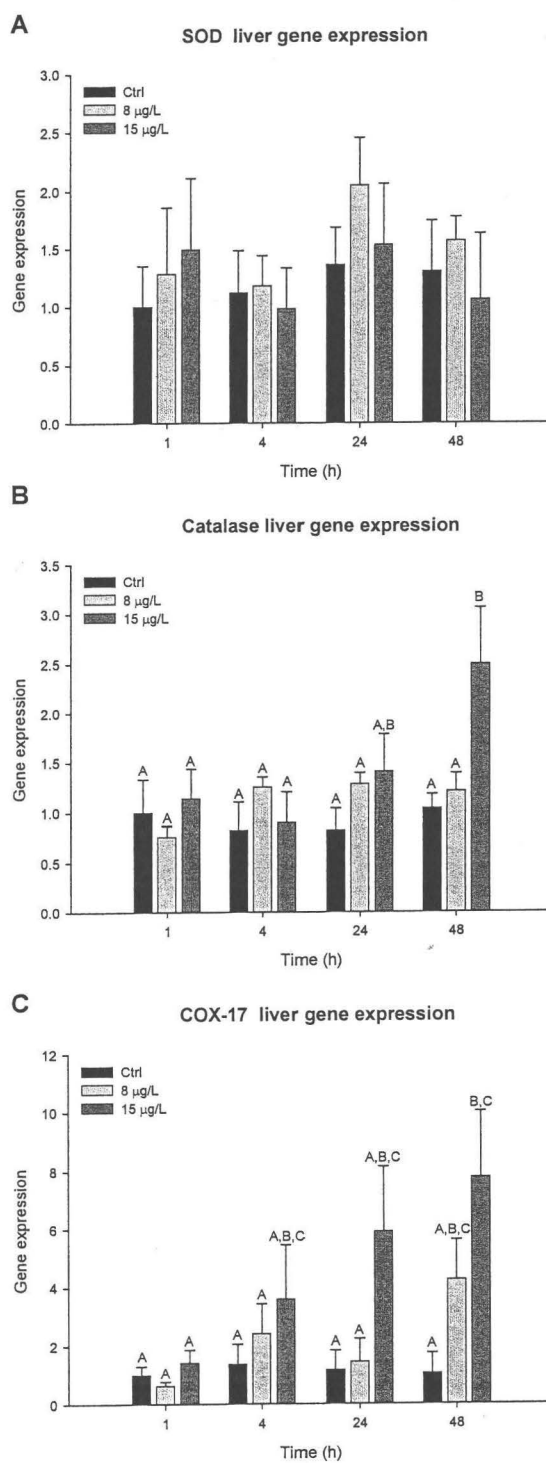 A
SOD liver gene expression
Ctrl
8 µg/L
15 µg/L
Gene expression
3.0
2.5
2.0
1.5
1.0
0.5
0.0
1 4 24 48
Time (h)
B
Catalase liver gene expression
Ctrl
8 µg/L
15 µg/L
Gene expression
3.5
3.0
2.5
2.0
1.5
1.0
0.5
0.0
A A A A A A A A A,B A A B
1 4 24 48
Time (h)
C
COX-17 liver gene expression
Ctrl
8 µg/L
15 µg/L
Gene expression
12
10
8
6
4
2
0
A A A A A A,B,C A A A,B,C A A,B,C B,C
1 4 24 48
Time (h)